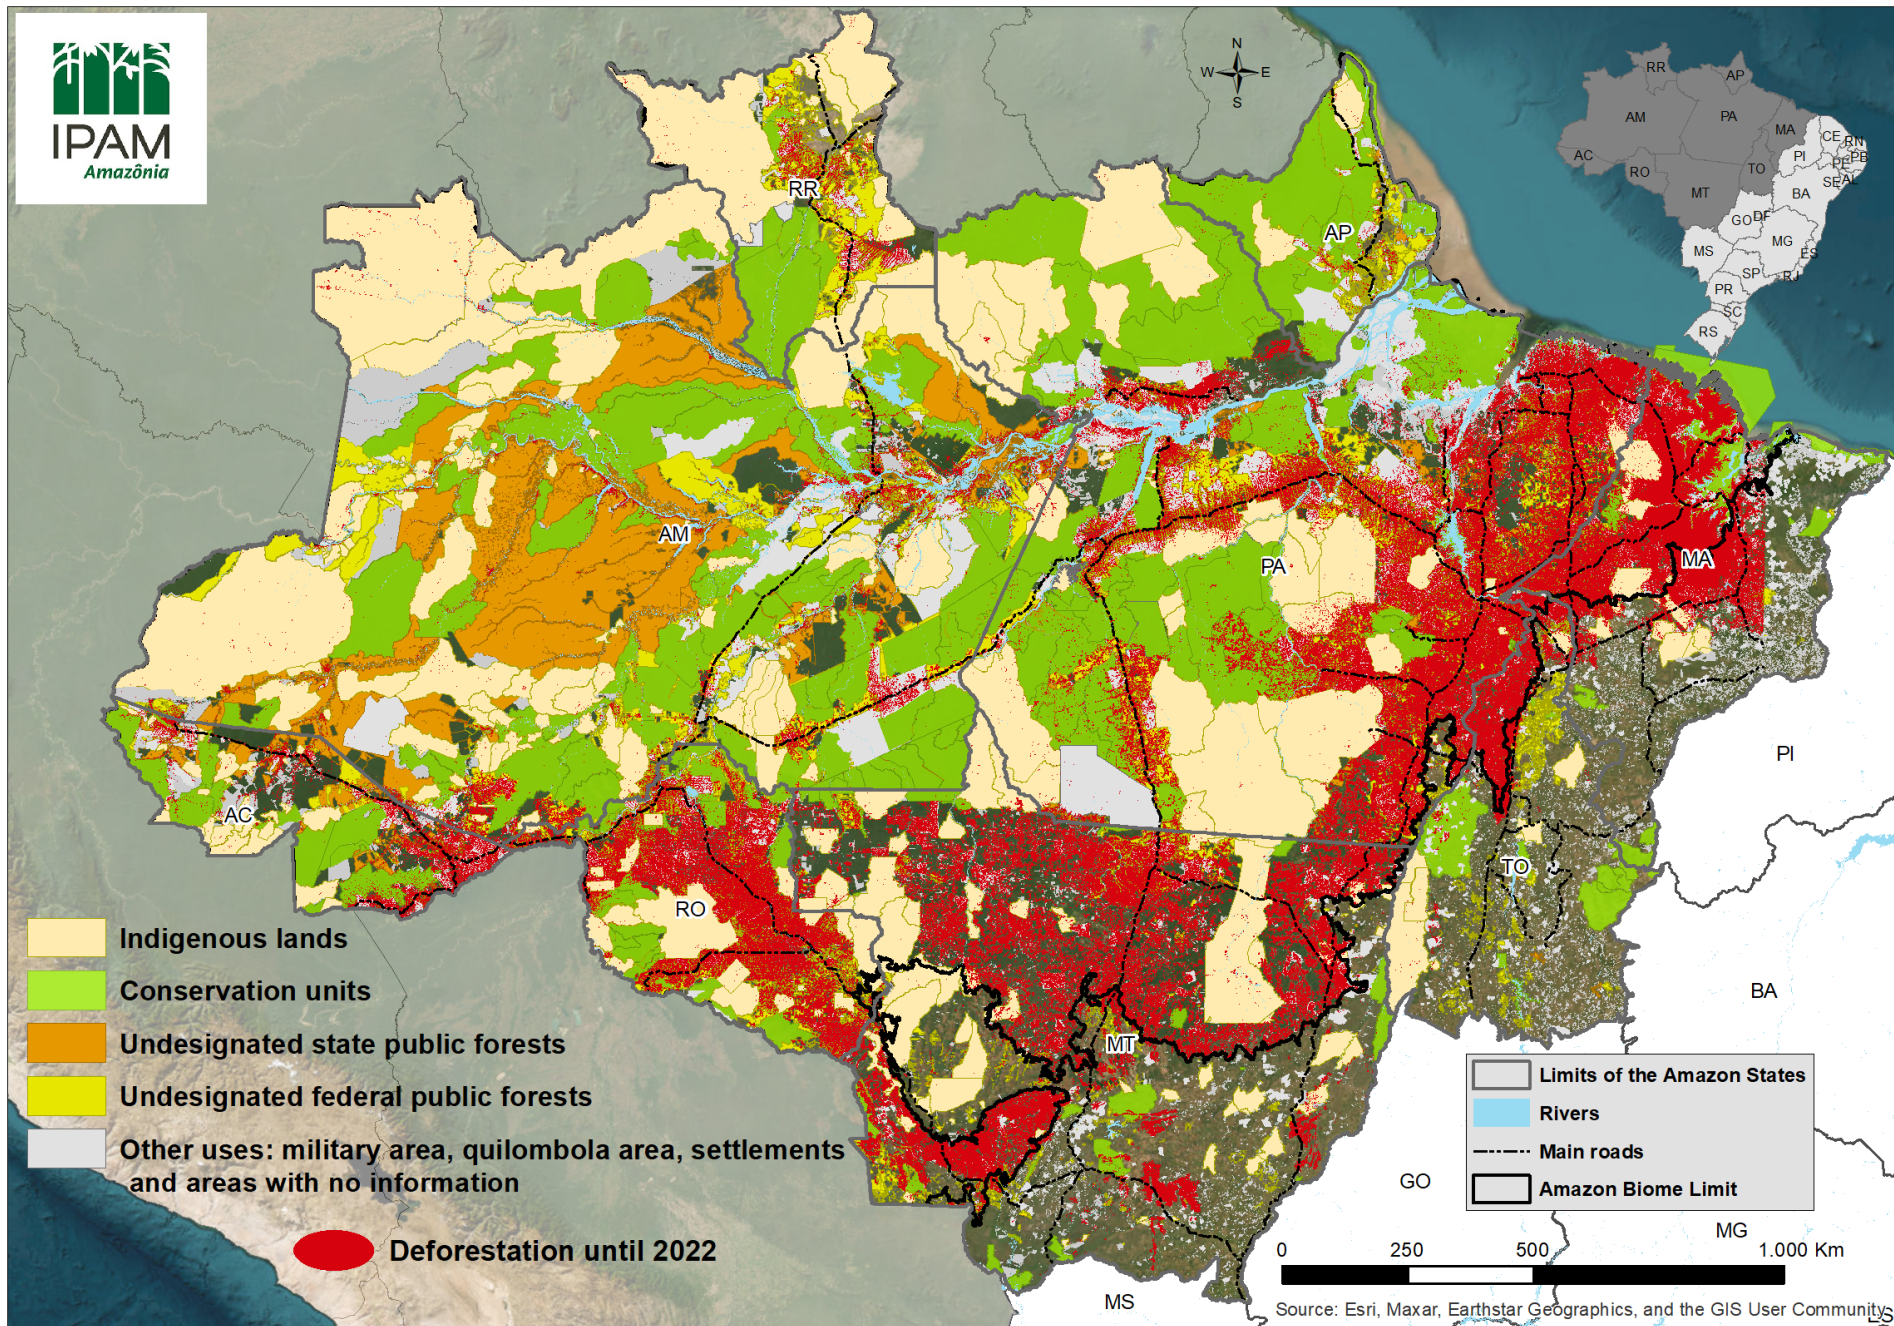 IPAM
Amazônia
N
W
E
S
RR
AP
AM
PA
MA
CE
RN
AC
PI
PE
PB
TO
RO
SE
AL
MT
BA
GO
DF
MG
MS
ES
SP
RJ
PR
SC
RS
RR
AP
AM
PA
MA
PI
AC
TO
RO
BA
MT
GO
MG
MS
ES
Indigenous lands
Conservation units
Undesignated state public forests
Undesignated federal public forests
Other uses: military area, quilombola area, settlements
and areas with no information
Deforestation until 2022
Limits of the Amazon States
Rivers
Main roads
Amazon Biome Limit
0 250 500 1.000 Km
Source: Esri, Maxar, Earthstar Geographics, and the GIS User Community